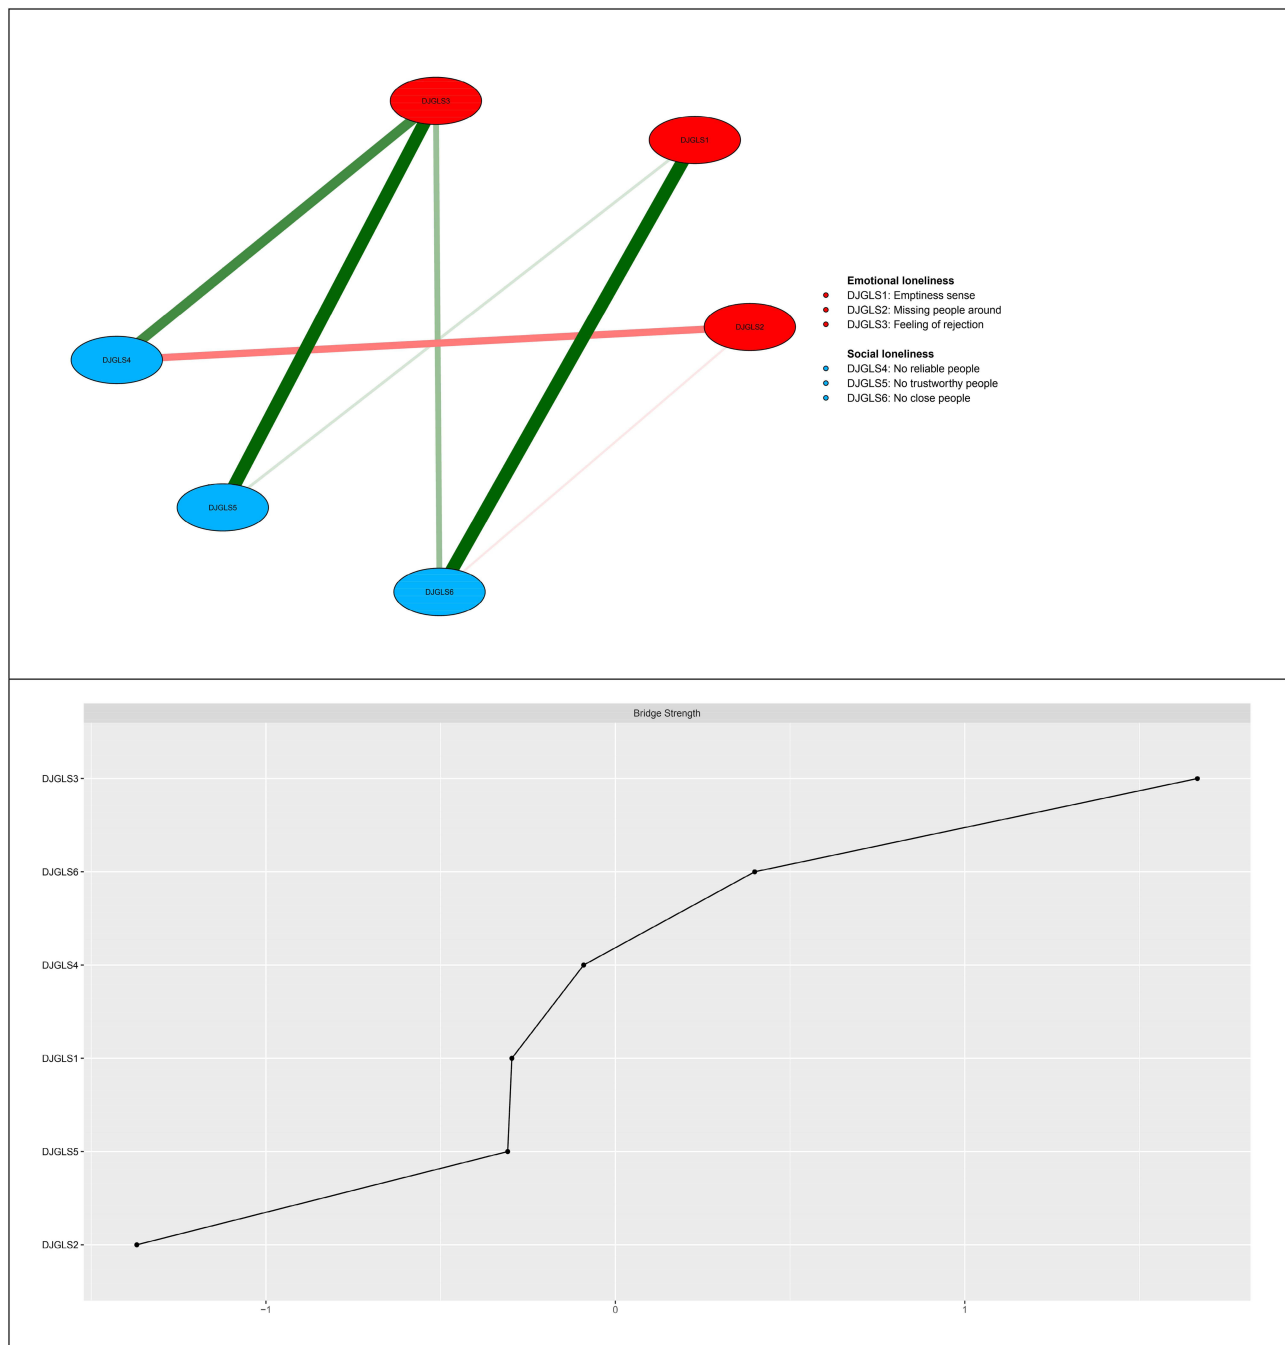 DJGLS3
DJGLS1
DJGLS2
DJGLS4
DJGLS5
DJGLS6
Emotional loneliness
DJGLS1: Emptiness sense
DJGLS2: Missing people around
DJGLS3: Feeling of rejection
Social loneliness
DJGLS4: No reliable people
DJGLS5: No trustworthy people
DJGLS6: No close people
Bridge Strength
DJGLS3
DJGLS6
DJGLS4
DJGLS1
DJGLS5
DJGLS2
−1 0 1